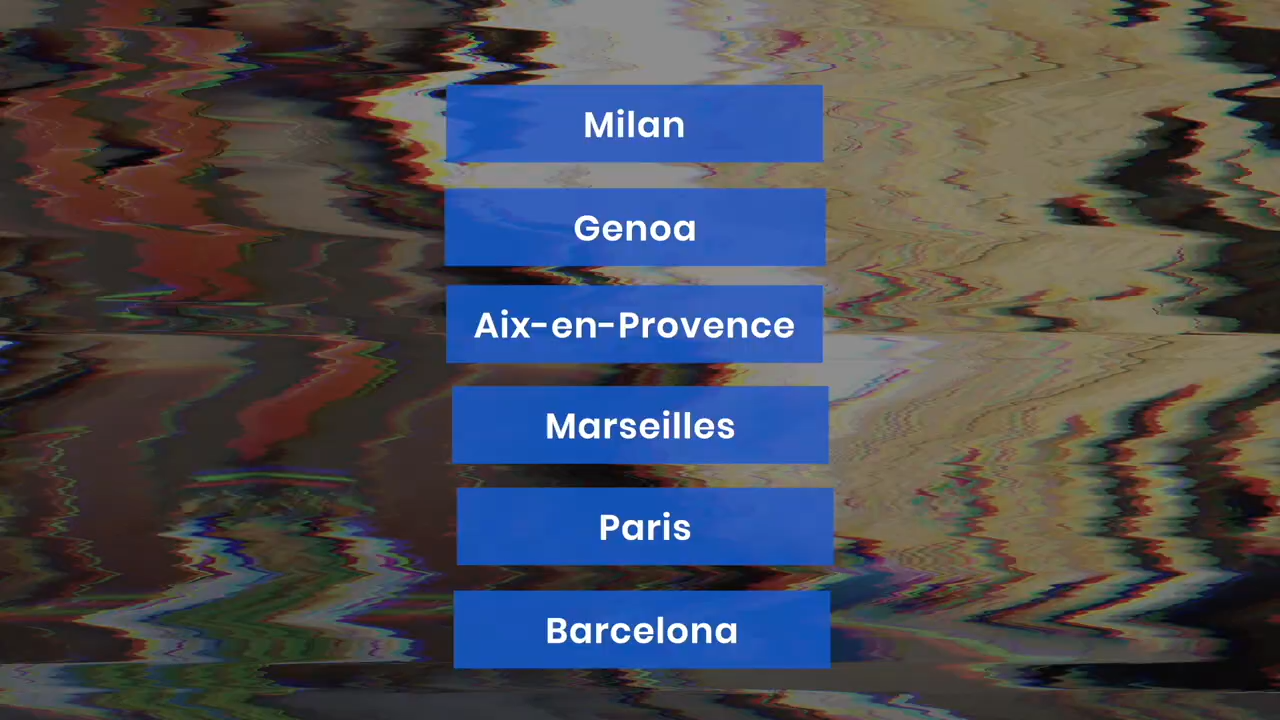 Milan
Genoa
Aix-en-Provence
Marseilles
Paris
Barcelona